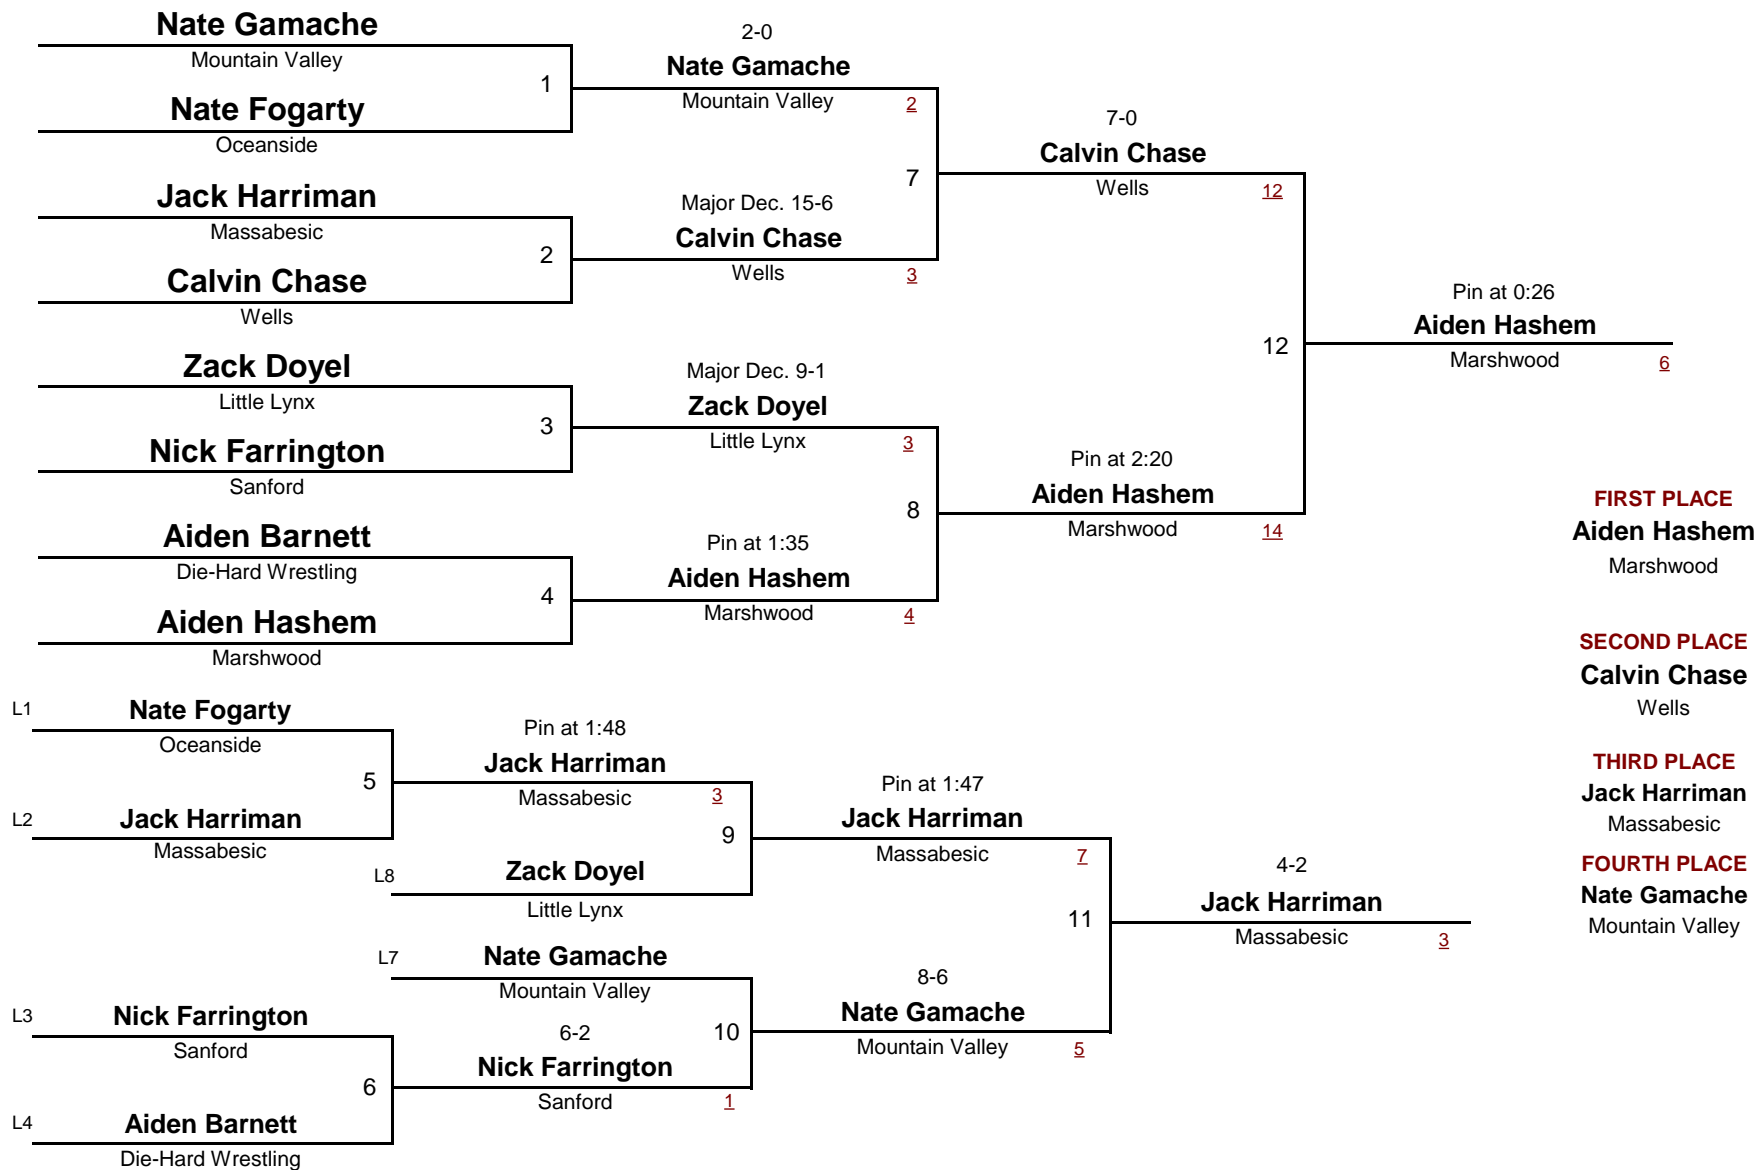 Nate Gamache
Mountain Valley
1
Nate Fogarty
Oceanside
Jack Harriman
Massabesic
2
Calvin Chase
Wells
Zack Doyel
Little Lynx
3
Nick Farrington
Sanford
Aiden Barnett
Die-Hard Wrestling
4
Aiden Hashem
Marshwood
2-0
Nate Gamache
Mountain Valley 2
7
Major Dec. 15-6
Calvin Chase
Wells 3
Major Dec. 9-1
Zack Doyel
Little Lynx 3
8
Pin at 1:35
Aiden Hashem
Marshwood 4
7-0
Calvin Chase
Wells 12
12
Pin at 2:20
Aiden Hashem
Marshwood 14
Pin at 0:26
Aiden Hashem
Marshwood 6
FIRST PLACE
Aiden Hashem
Marshwood
SECOND PLACE
Calvin Chase
Wells
THIRD PLACE
Jack Harriman
Massabesic
FOURTH PLACE
Nate Gamache
Mountain Valley
L1 Nate Fogarty
Oceanside
5
L2 Jack Harriman
Massabesic
Pin at 1:48
Jack Harriman
Massabesic 3
9
L8 Zack Doyel
Little Lynx
L7 Nate Gamache
Mountain Valley
10
L3 Nick Farrington
Sanford
6
L4 Aiden Barnett
Die-Hard Wrestling
6-2
Nick Farrington
Sanford 1
Pin at 1:47
Jack Harriman
Massabesic 7
11
8-6
Nate Gamache
Mountain Valley 5
4-2
Jack Harriman
Massabesic 3